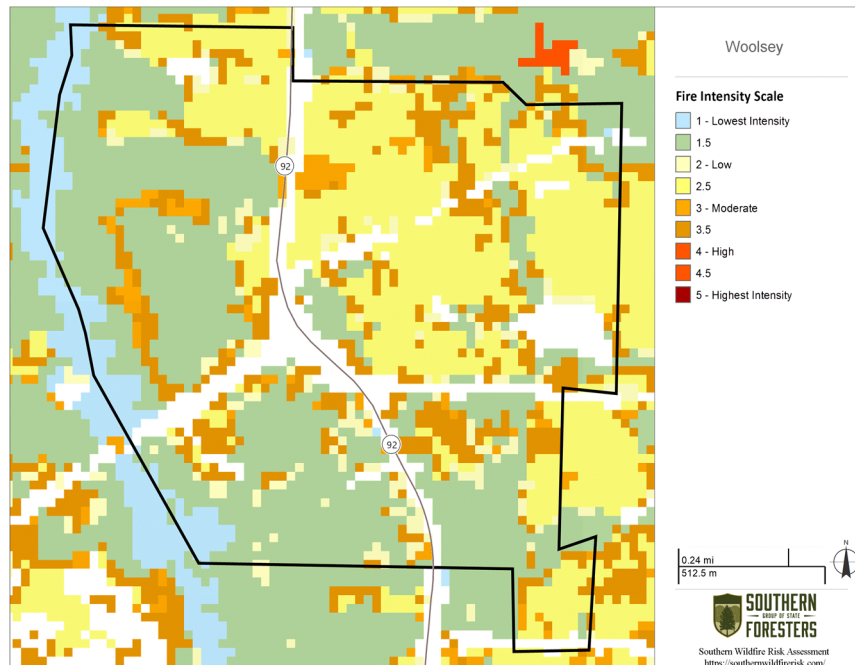 Woolsey
Fire Intensity Scale
1 - Lowest Intensity
1.5
2 - Low
2.5
3 - Moderate
3.5
4 - High
4.5
5 - Highest Intensity
92
92
N
0.24 mi
512.5 m
SOUTHERN
GROUP OF STATE
FORESTERS
Southern Wildfire Risk Assessment
https://southernwildfirerisk.com/